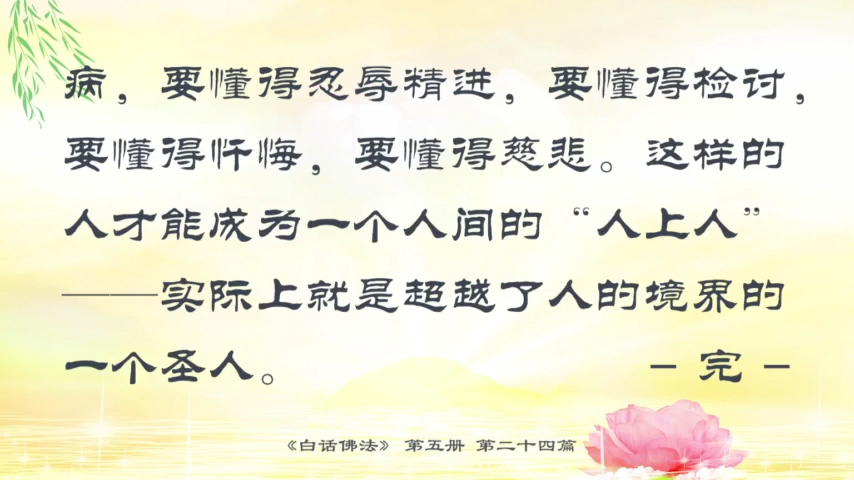 病，要懂得忍辱精进，要懂得检讨，
要懂得忏悔，要懂得慈悲。这样的
人才能成为一个人间的“人上人”
——实际上就是超越了人的境界的
一个圣人。 - 完 -
《白话佛法》 第五册 第二十四篇